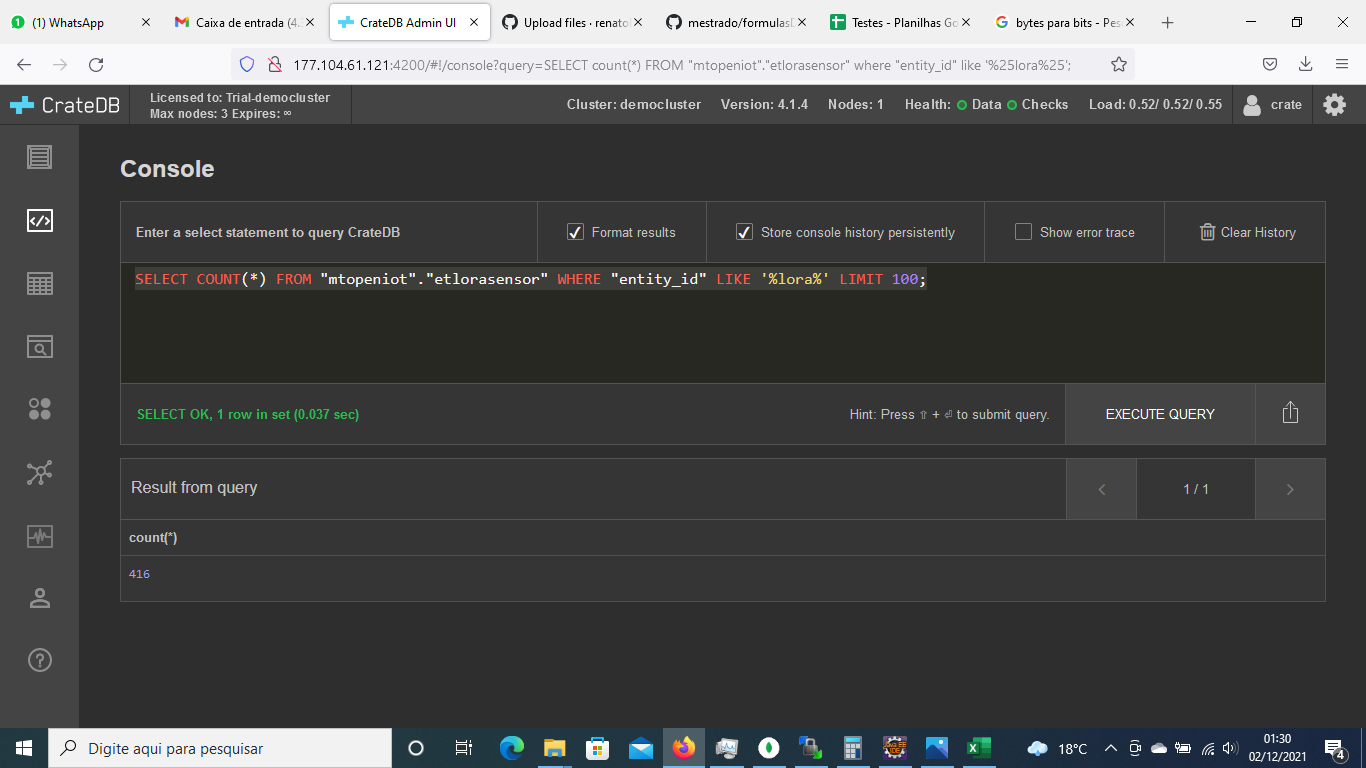 (1) WhatsApp
Caixa de entrada (4.
CrateDB Admin UI
Upload files · renatol
mestrado/formulasD
Testes - Planilhas Go
bytes para bits - Pes
177.104.61.121:4200/#!/console?query=SELECT count(*) FROM "mtopeniot"."etlorasensor" where "entity_id" like '%25lora%25';
CrateDB
Licensed to: Trial-democluster
Max nodes: 3 Expires: ∞
Cluster: democluster
Version: 4.1.4
Nodes: 1
Health: Data Checks
Load: 0.52/ 0.52/ 0.55
crate
Console
Enter a select statement to query CrateDB
Format results
Store console history persistently
Show error trace
Clear History
SELECT COUNT(*) FROM "mtopeniot"."etlorasensor" WHERE "entity_id" LIKE '%lora%' LIMIT 100;
SELECT OK, 1 row in set (0.037 sec)
Hint: Press ⇧ + ⏎ to submit query.
EXECUTE QUERY
Result from query
1 / 1
count(*)
416
Digite aqui para pesquisar
18°C
01:30
02/12/2021
4